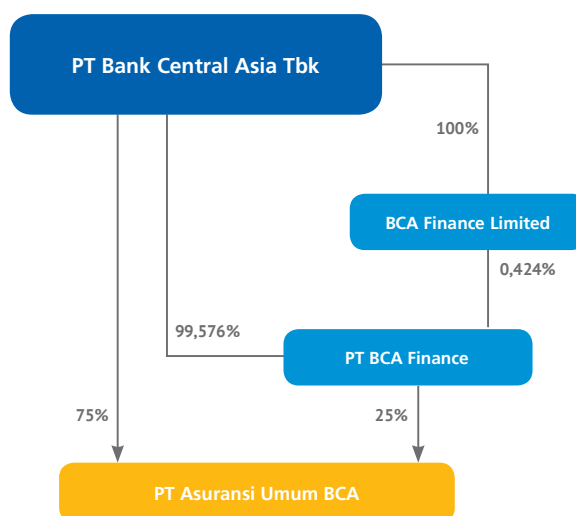 PT Bank Central Asia Tbk
100%
BCA Finance Limited
0,424%
99,576%
PT BCA Finance
75%
25%
PT Asuransi Umum BCA